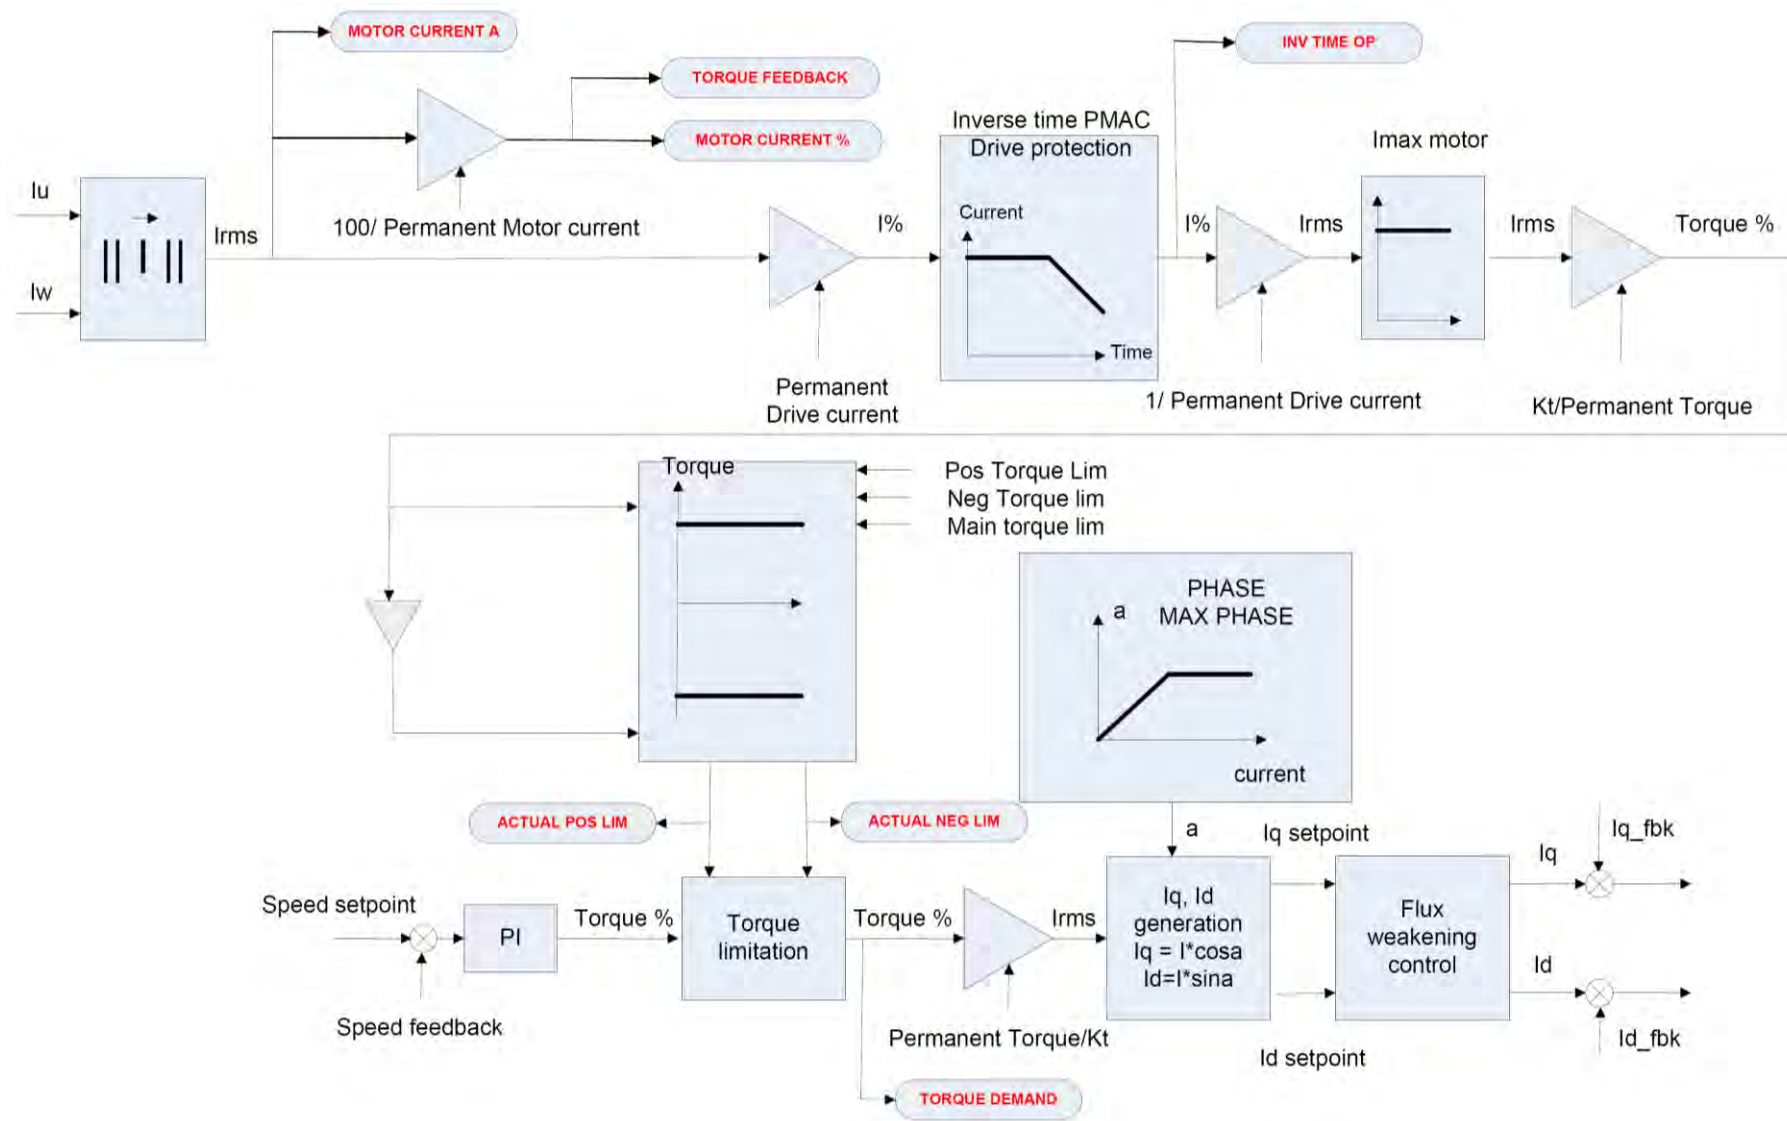 MOTOR CURRENT A
INV TIME OP
TORQUE FEEDBACK
MOTOR CURRENT %
Inverse time PMAC
Drive protection
Imax motor
Iu
Iw
Irms
100/ Permanent Motor current
I%
Current
Time
I%
Irms
Irms
Torque %
Permanent
Drive current
1/ Permanent Drive current
Kt/Permanent Torque
Torque
Pos Torque Lim
Neg Torque lim
Main torque lim
PHASE
MAX PHASE
a
current
ACTUAL POS LIM
ACTUAL NEG LIM
a
Iq setpoint
Iq
Iq_fbk
Speed setpoint
PI
Torque %
Torque
limitation
Torque %
Irms
Iq, Id
generation
Iq = I*cosa
Id=I*sina
Flux
weakening
control
Id
Speed feedback
Permanent Torque/Kt
Id setpoint
Id_fbk
TORQUE DEMAND